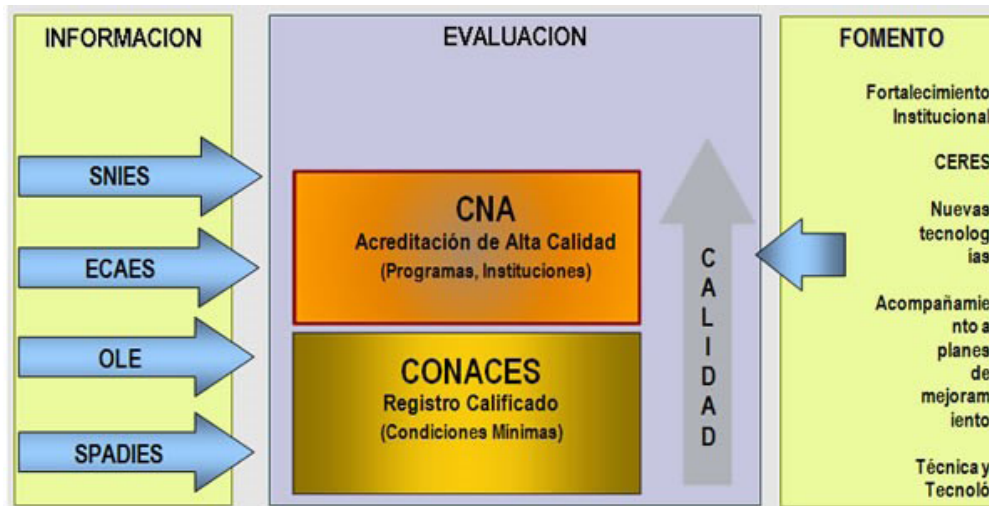 INFORMACION
SNIES
ECAES
OLE
SPADIES
EVALUACION
CNA
Acreditación de Alta Calidad
(Programas, Instituciones)
CONACES
Registro Calificado
(Condiciones Mínimas)
C
A
L
I
D
A
D
FOMENTO
Fortalecimiento
Institucional
CERES
Nuevas
tecnolog
ías
Acompañamie
nto a
planes
de
mejoram
iento
Técnica y
Tecnoló